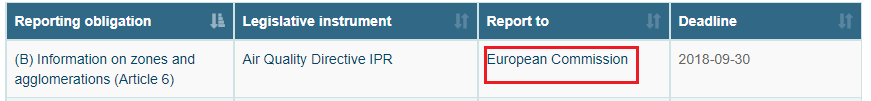 Reporting obligation Legislative instrument Report to Deadline
(B) Information on zones and Air Quality Directive IPR European Commission 2018-09-30
agglomerations (Article 6)